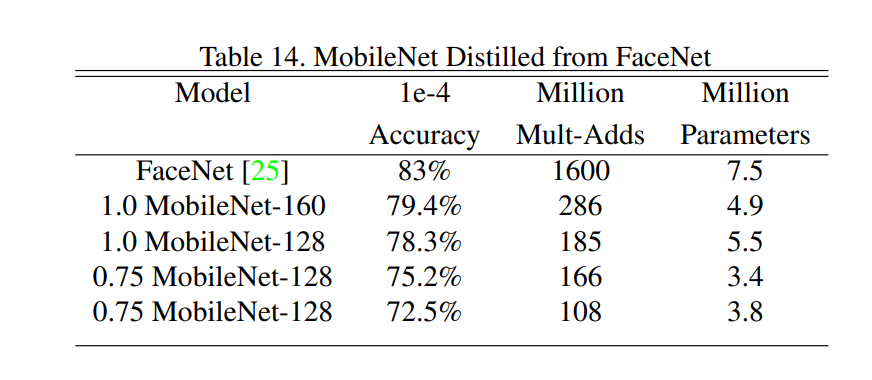 Table 14. MobileNet Distilled from FaceNet
Model 1e-4 Million Million
Accuracy Mult-Adds Parameters
FaceNet [25] 83% 1600 7.5
1.0 MobileNet-160 79.4% 286 4.9
1.0 MobileNet-128 78.3% 185 5.5
0.75 MobileNet-128 75.2% 166 3.4
0.75 MobileNet-128 72.5% 108 3.8